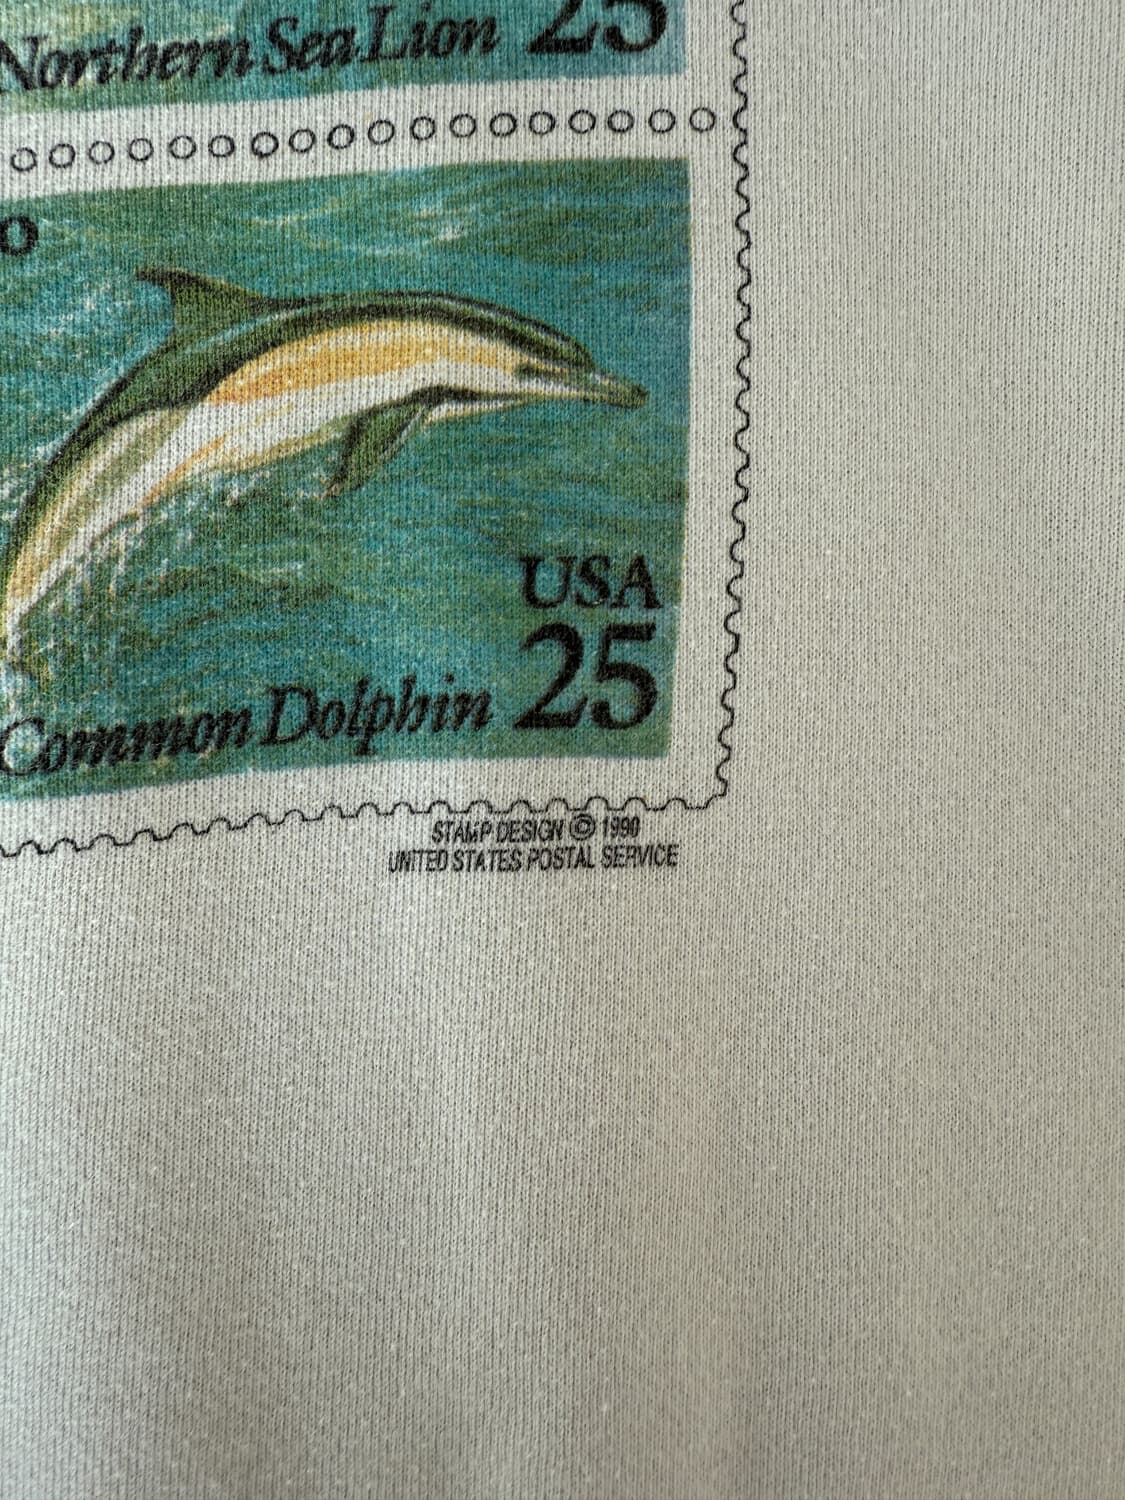 Northern Sea Lion 25
USA
25
Common Dolphin
STAMP DESIGN © 1990
UNITED STATES POSTAL SERVICE